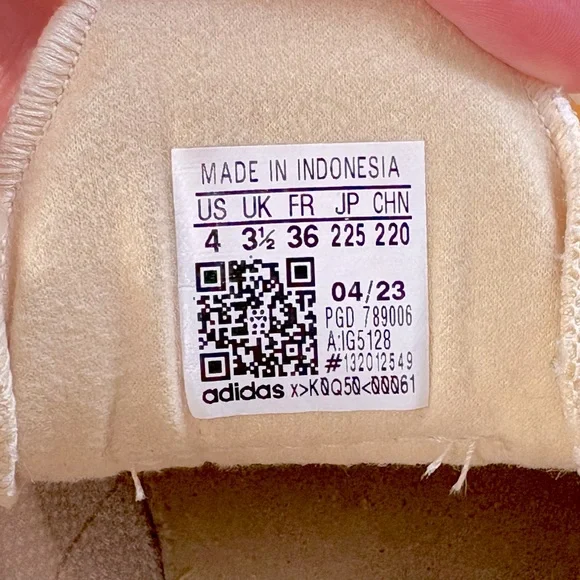 MADE IN INDONESIA
US UK FR JP CHN
4 3½ 36 225 220
04/23
PGD 789006
A:IG5128
#132012549
adidas x>K0Q50<00061